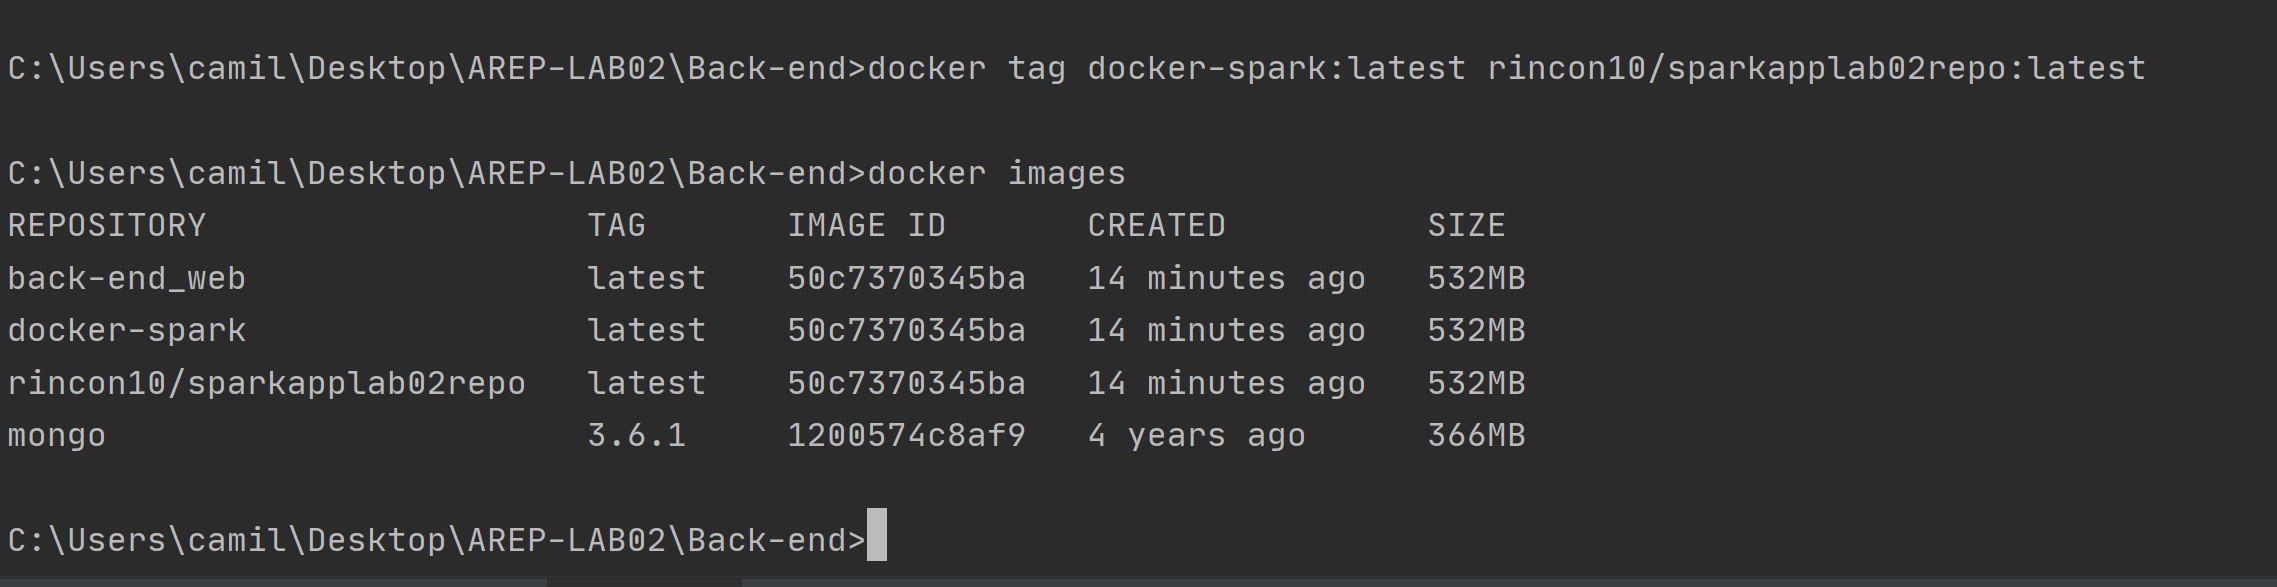 C:\Users\camil\Desktop\AREP-LAB02\Back-end>docker tag docker-spark:latest rincon10/sparkapplab02repo:latest
C:\Users\camil\Desktop\AREP-LAB02\Back-end>docker images
REPOSITORY                   TAG       IMAGE ID       CREATED          SIZE
back-end_web                 latest    50c7370345ba   14 minutes ago   532MB
docker-spark                 latest    50c7370345ba   14 minutes ago   532MB
rincon10/sparkapplab02repo   latest    50c7370345ba   14 minutes ago   532MB
mongo                        3.6.1     1200574c8af9   4 years ago      366MB
C:\Users\camil\Desktop\AREP-LAB02\Back-end>